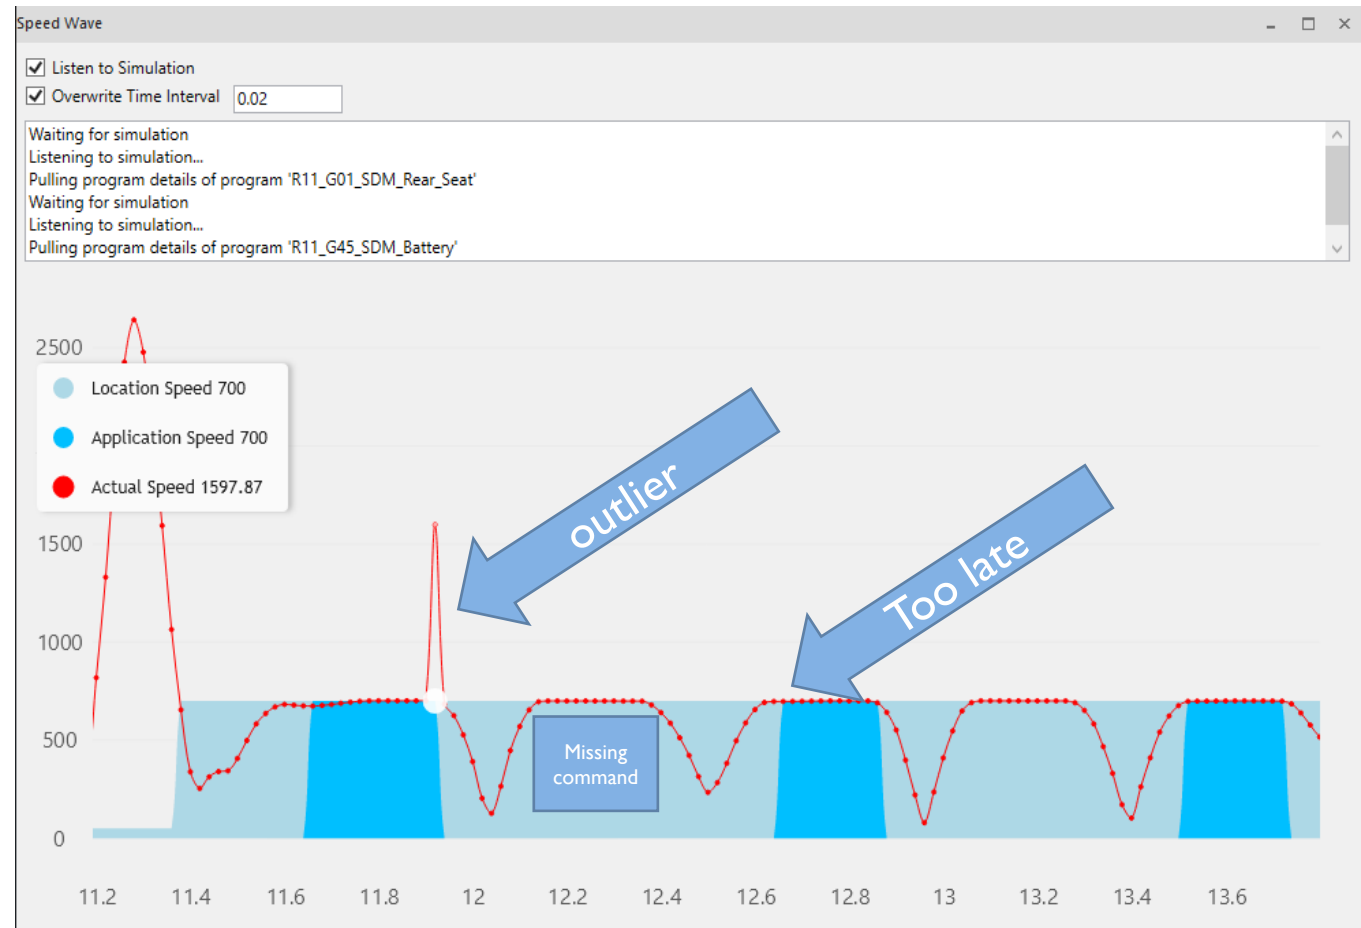 Speed Wave
Listen to Simulation
Overwrite Time Interval 0.02
Waiting for simulation
Listening to simulation...
Pulling program details of program 'R11_G01_SDM_Rear_Seat'
Waiting for simulation
Listening to simulation...
Pulling program details of program 'R11_G45_SDM_Battery'
2500
Location Speed 700
Application Speed 700
Actual Speed 1597.87
outlier
1500
Too late
1000
500
Missing
command
0
11.2 11.4 11.6 11.8 12 12.2 12.4 12.6 12.8 13 13.2 13.4 13.6